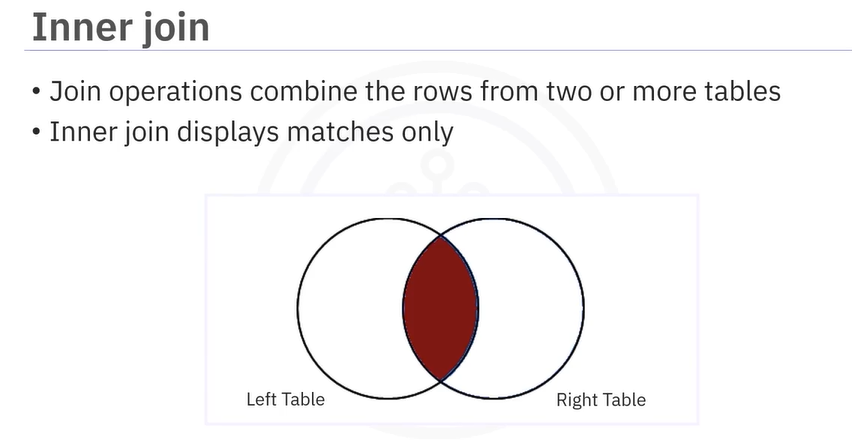 Inner join
• Join operations combine the rows from two or more tables
• Inner join displays matches only
Left Table
Right Table